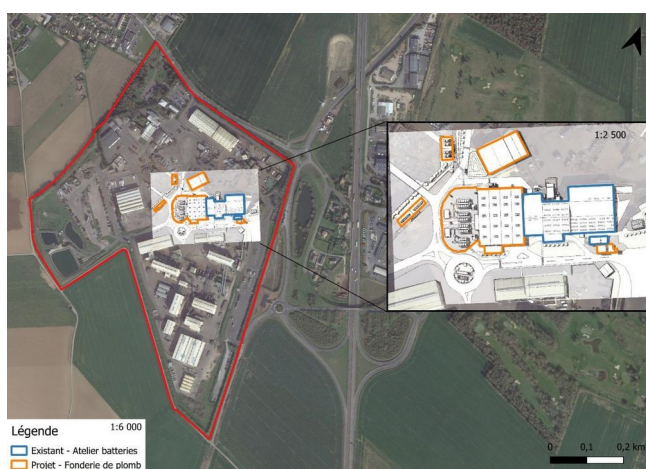 1:2 500
Légende 1:6 000
Existant - Atelier batteries
Projet - Fonderie de plomb
0 0,1 0,2 km